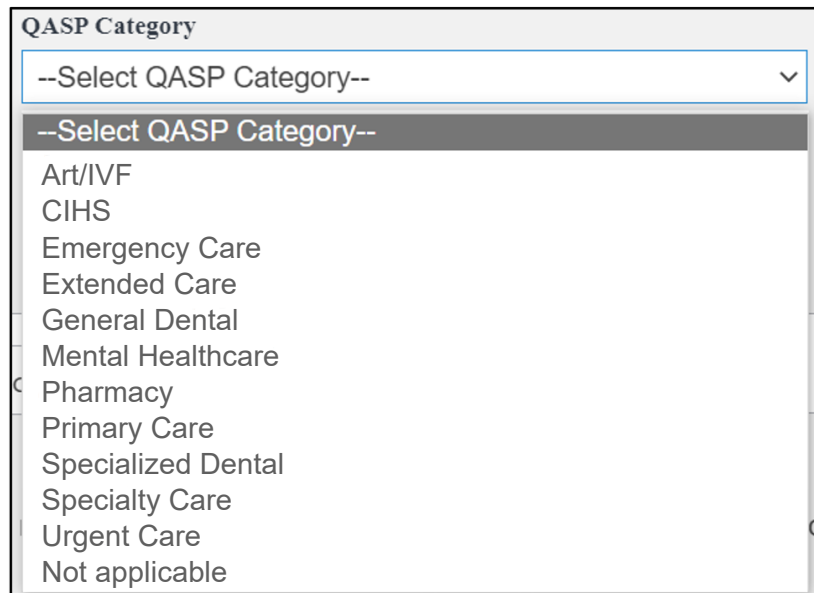 QASP Category
--Select QASP Category--
--Select QASP Category--
Art/IVF
CIHS
Emergency Care
Extended Care
General Dental
Mental Healthcare
Pharmacy
Primary Care
Specialized Dental
Specialty Care
Urgent Care
Not applicable